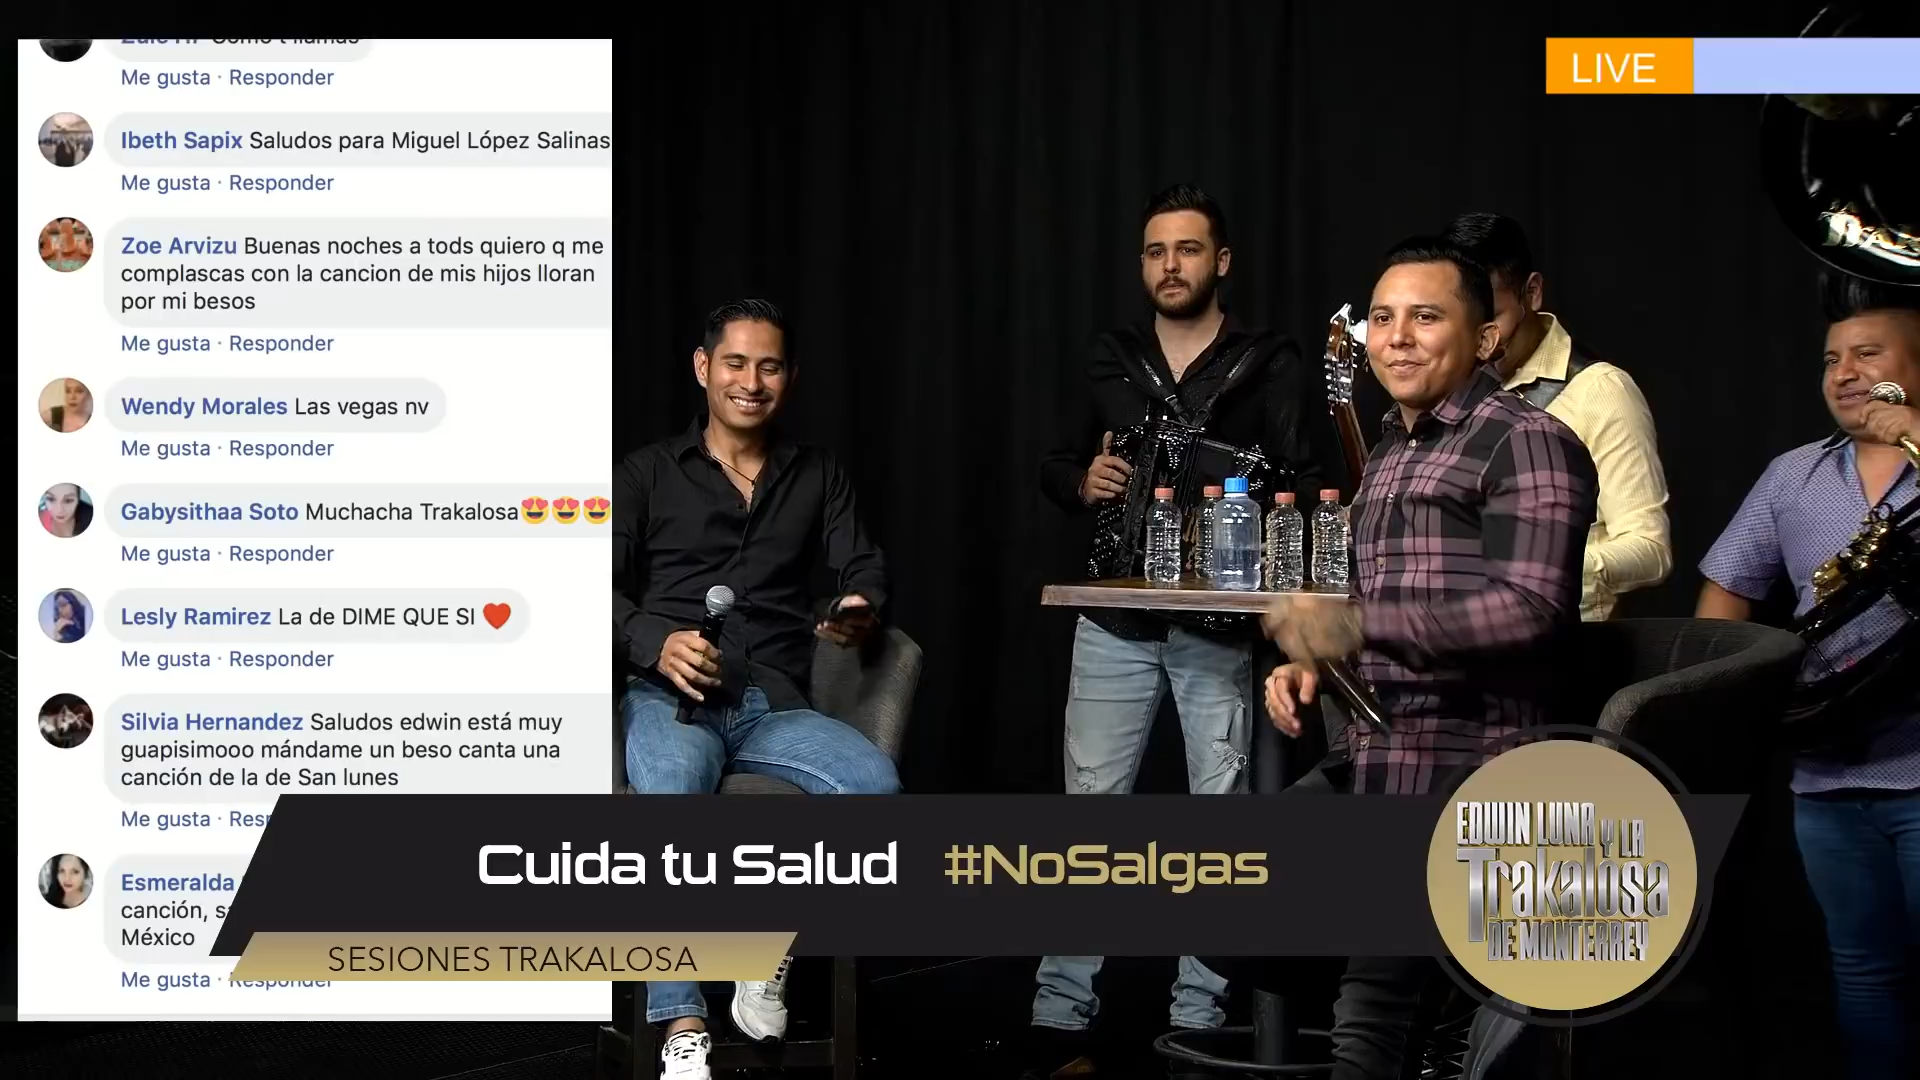 Me gusta · Responder
Ibeth Sapix Saludos para Miguel López Salinas
Me gusta · Responder
Zoe Arvizu Buenas noches a tods quiero q me
complascas con la cancion de mis hijos lloran
por mi besos
Me gusta · Responder
Wendy Morales Las vegas nv
Me gusta · Responder
Gabysithaa Soto Muchacha Trakalosa😍😍😍
Me gusta · Responder
Lesly Ramirez La de DIME QUE SI ❤️
Me gusta · Responder
Silvia Hernandez Saludos edwin está muy
guapisimooo mándame un beso canta una
canción de la de San lunes
Me gusta ·
Esmeralda
canción,
México
Me gusta · Responder
LIVE
Cuida tu Salud #NoSalgas
SESIONES TRAKALOSA
EDWIN LUNA Y LA
Trakalosa
DE MONTERREY